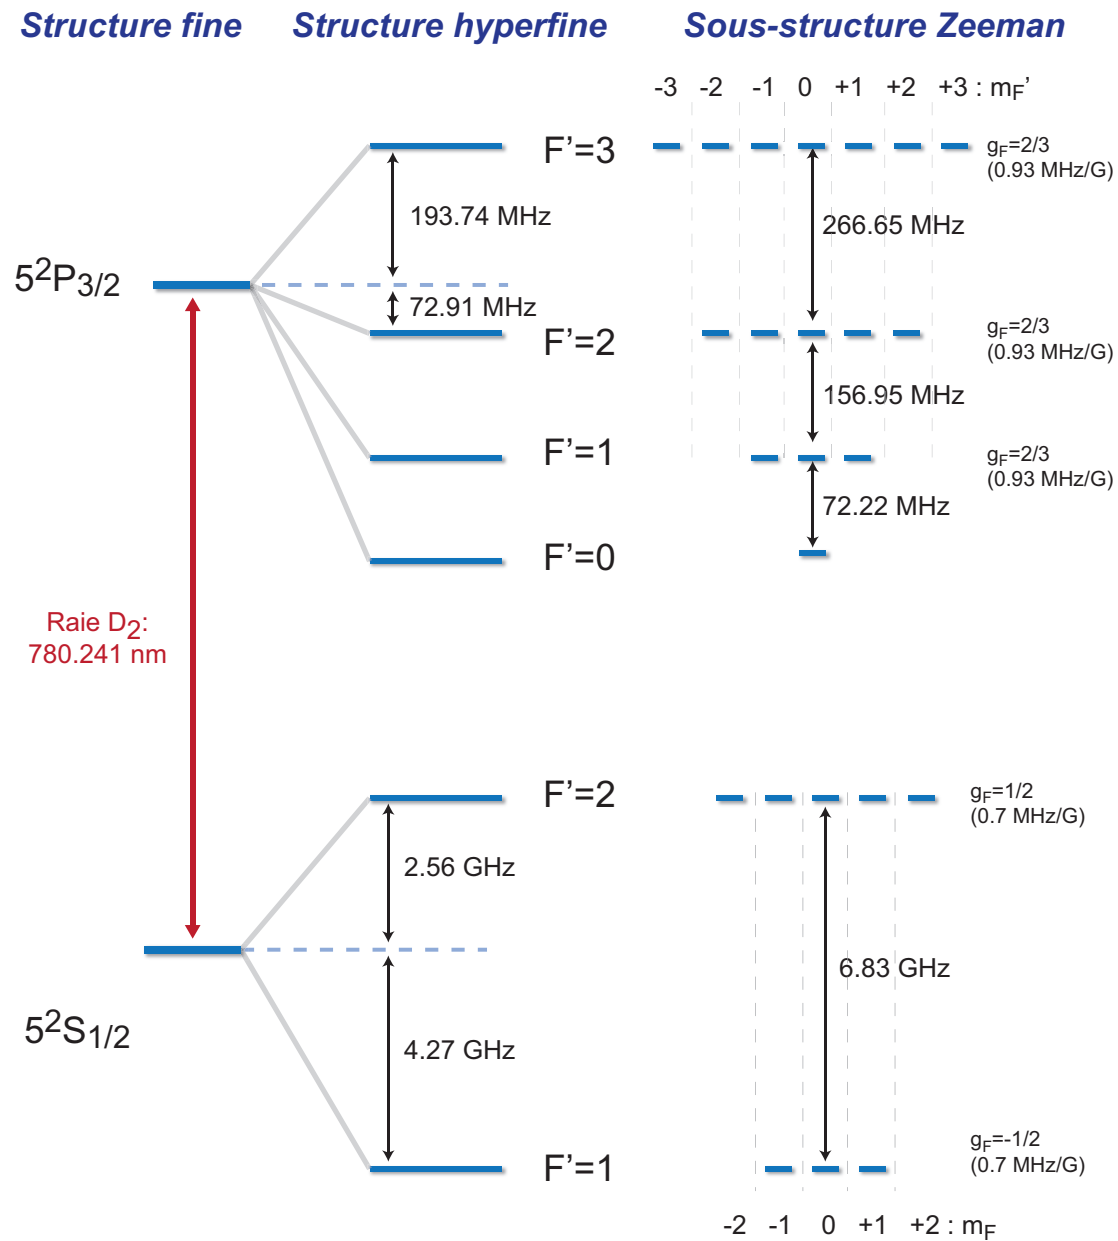 Structure fine
Structure hyperfine
Sous-structure Zeeman
-3 -2 -1 0 +1 +2 +3 : mF'
F'=3
gF=2/3
(0.93 MHz/G)
193.74 MHz
266.65 MHz
5²P3/2
72.91 MHz
F'=2
gF=2/3
(0.93 MHz/G)
156.95 MHz
F'=1
gF=2/3
(0.93 MHz/G)
72.22 MHz
F'=0
Raie D2:
780.241 nm
F'=2
gF=1/2
(0.7 MHz/G)
2.56 GHz
6.83 GHz
5²S1/2
4.27 GHz
F'=1
gF=-1/2
(0.7 MHz/G)
-2 -1 0 +1 +2 : mF